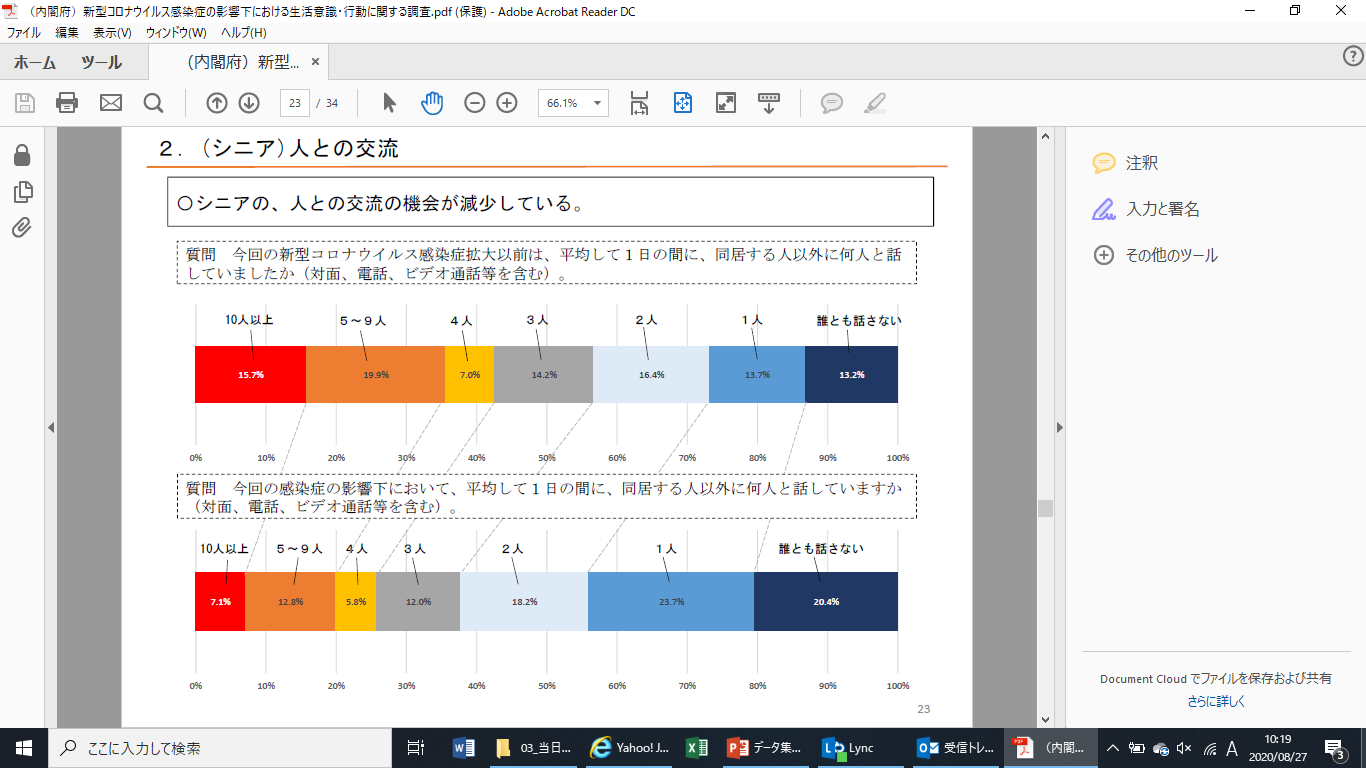 （内閣府）新型コロナウイルス感染症の影響下における生活意識・行動に関する調査.pdf (保護) - Adobe Acrobat Reader DC
ファイル 編集 表示(V) ウィンドウ(W) ヘルプ(H)
ホーム ツール （内閣府）新型... ×
23 / 34 66.1%
２．（シニア）人との交流
〇シニアの、人との交流の機会が減少している。
質問　今回の新型コロナウイルス感染症拡大以前は、平均して１日の間に、同居する人以外に何人と話
していましたか（対面、電話、ビデオ通話等を含む）。
10人以上 ５～９人 ４人 ３人 ２人 １人 誰とも話さない
15.7% 19.9% 7.0% 14.2% 16.4% 13.7% 13.2%
0% 10% 20% 30% 40% 50% 60% 70% 80% 90% 100%
質問　今回の感染症の影響下において、平均して１日の間に、同居する人以外に何人と話していますか
（対面、電話、ビデオ通話等を含む）。
10人以上 ５～９人 ４人 ３人 ２人 １人 誰とも話さない
7.1% 12.8% 5.8% 12.0% 18.2% 23.7% 20.4%
0% 10% 20% 30% 40% 50% 60% 70% 80% 90% 100%
23
注釈
入力と署名
その他のツール
Document Cloud でファイルを保存および共有
さらに詳しく
ここに入力して検索
03_当日... Yahoo! J... データ集... Lync 受信トレ... （内閣... A
10:19
2020/08/27
3